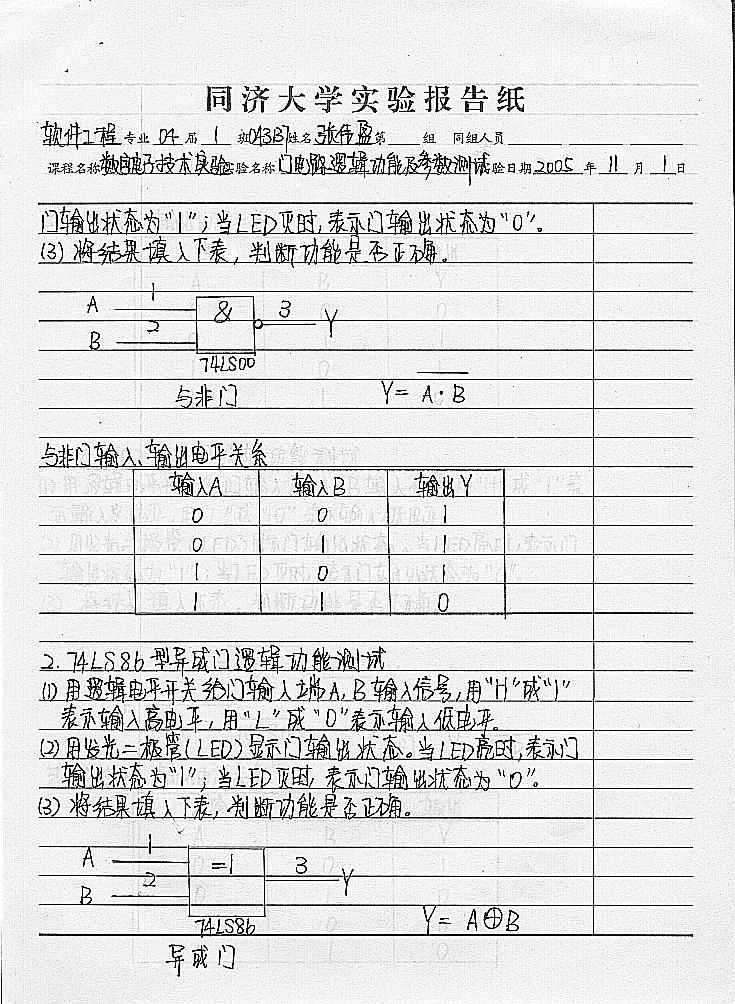 同济大学实验报告纸
软件工程 专业 04 届 1 班 姓名 张伟盈 第 组 同组人员
课程名称 数字电子技术实验 实验名称 门电路逻辑功能及参数测试 验日期 2005 年 11 月 1 日
门输出状态为"1"；当LED灭时，表示门输出状态为"0"。
(3) 将结果填入下表，判断功能是否正确。
A 1
B 2
& 3 Y
74LS00
与非门 Y= A·B
与非门输入、输出电平关系
输入A 输入B 输出Y
0 0 1
0 1 1
1 0 1
1 1 0
2. 74LS86型异或门逻辑功能测试
(1) 用逻辑电平开关给门输入端A,B输入信号,用"H"或"1"
表示输入高电平，用"L"或"0"表示输入低电平。
(2) 用发光二极管(LED)显示门输出状态。当LED亮时,表示门
输出状态为"1"；当LED灭时，表示门输出状态为"0"。
(3) 将结果填入下表，判断功能是否正确。
A 1
B 2
=1 3 Y
74LS86 Y= A⊕B
异或门